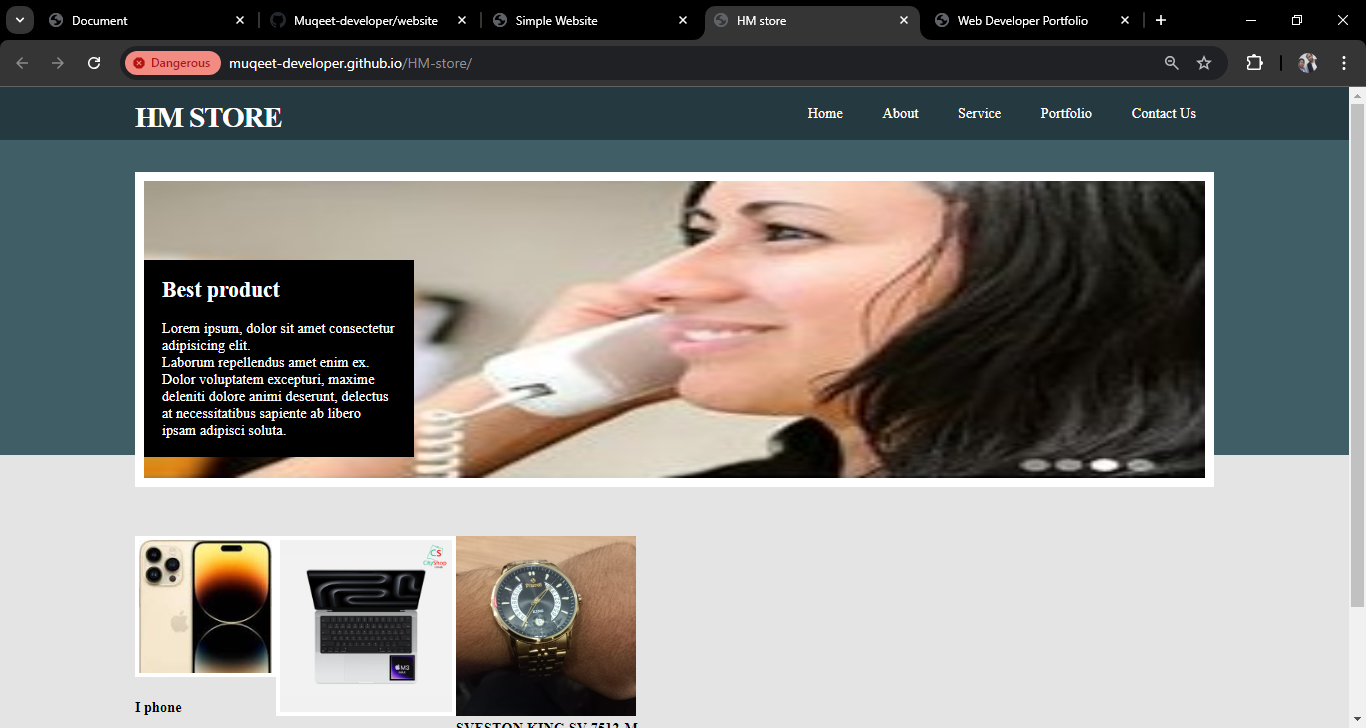 Document
Muqeet-developer/website
Simple Website
HM store
Web Developer Portfolio
Dangerous
muqeet-developer.github.io/HM-store/
HM STORE
Home
About
Service
Portfolio
Contact Us
Best product
Lorem ipsum, dolor sit amet consectetur
adipisicing elit.
Laborum repellendus amet enim ex.
Dolor voluptatem excepturi, maxime
deleniti dolore animi deserunt, delectus
at necessitatibus sapiente ab libero
ipsam adipisci soluta.
CS
CityShop
M3
I phone
SVESTON KING SV-7512-M